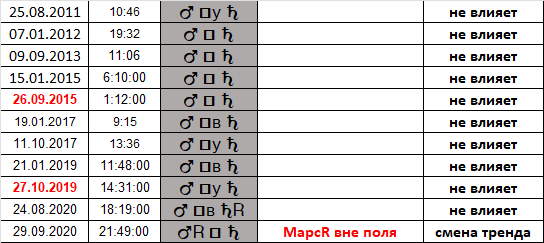 25.08.2011 10:46 ♂ □у ♄ не влияет
07.01.2012 19:32 ♂ □ ♄ не влияет
09.09.2013 11:06 ♂ □ ♄ не влияет
15.01.2015 6:10:00 ♂ □ ♄ не влияет
26.09.2015 1:12:00 ♂ □ ♄ не влияет
19.01.2017 9:15 ♂ □в ♄ не влияет
11.10.2017 13:36 ♂ □у ♄ не влияет
21.01.2019 11:48:00 ♂ □в ♄ не влияет
27.10.2019 14:31:00 ♂ □у ♄ не влияет
24.08.2020 18:19:00 ♂ □в ♄R не влияет
29.09.2020 21:49:00 ♂R □ ♄ МарсR вне поля смена тренда